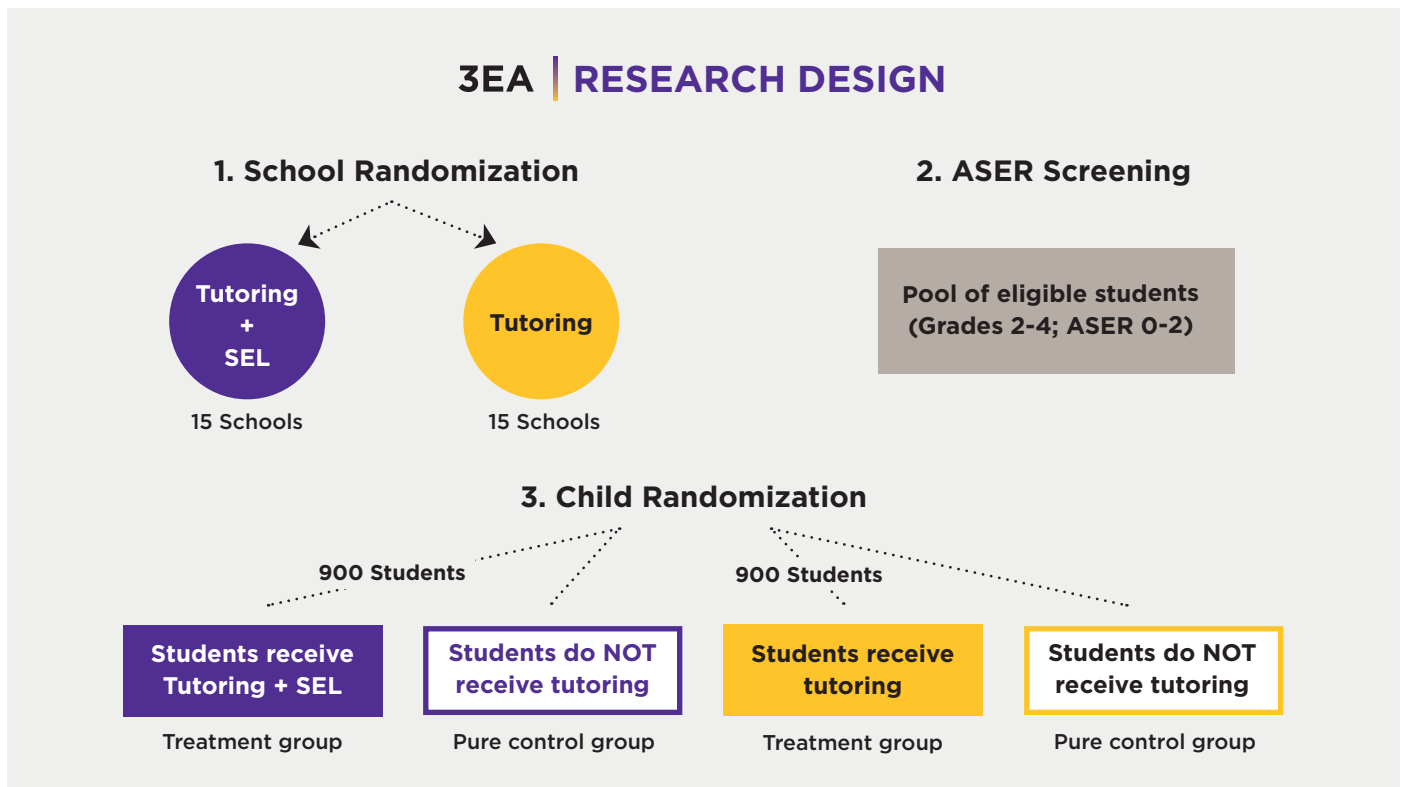 3EA | RESEARCH DESIGN
1. School Randomization
Tutoring
+
SEL
15 Schools
Tutoring
15 Schools
2. ASER Screening
Pool of eligible students
(Grades 2-4; ASER 0-2)
3. Child Randomization
900 Students
900 Students
Students receive
Tutoring + SEL
Treatment group
Students do NOT
receive tutoring
Pure control group
Students receive
tutoring
Treatment group
Students do NOT
receive tutoring
Pure control group